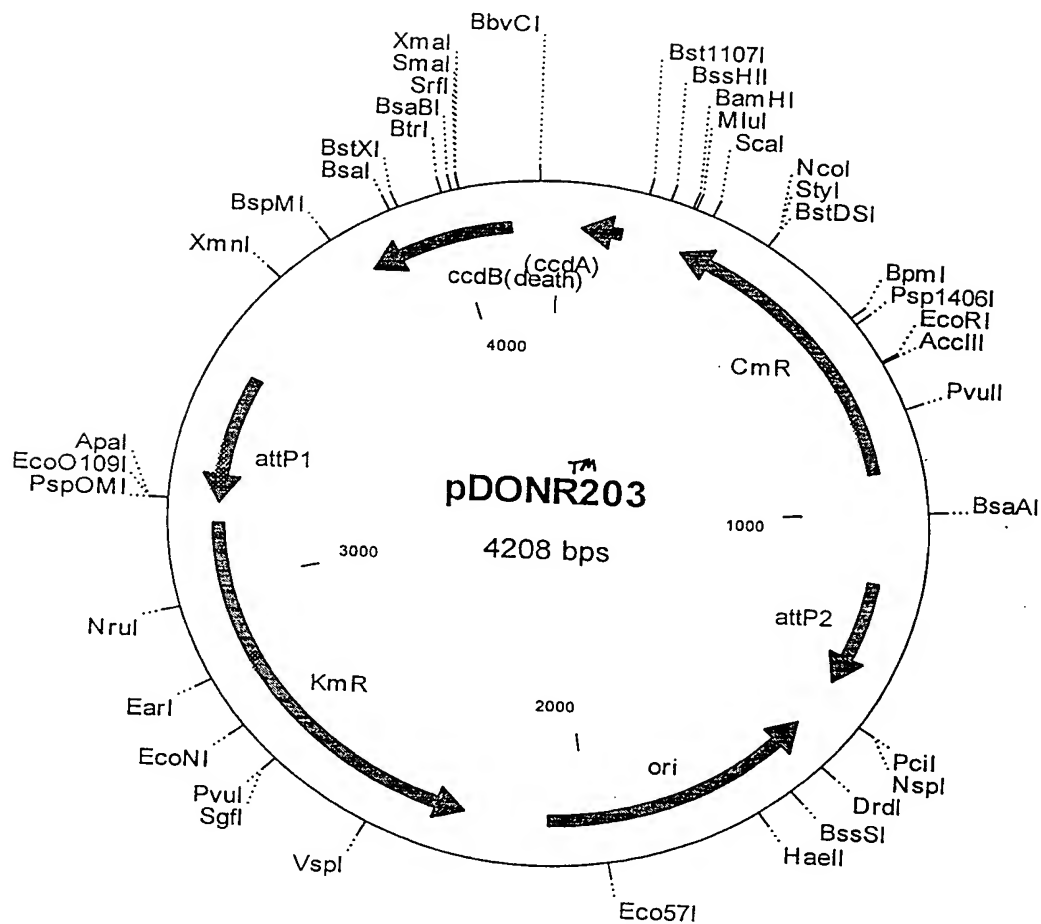 BbvCI
XmaI
SmaI
SrfI
BsaBI
BtrI
BstXI
BsaI
BspMI
XmnI
Bst1107I
BssHII
BamHI
MluI
ScaI
NcoI
StyI
BstDSI
BpmI
Psp1406I
EcoRI
AccIII
PvuII
BsaAI
(ccdA)
ccdB(death)
4000
CmR
ApaI
EcoO109I
PspOMI
attP1
pDONR™203
4208 bps
1000
3000
attP2
NruI
KmR
EarI
EcoNI
PvuI
SgfI
VspI
2000
ori
PciI
NspI
DrdI
BssSI
HaeII
Eco57I